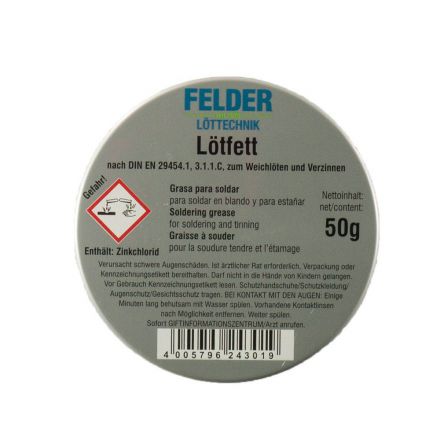 FELDER
LÖTTECHNIK
Lötfett
nach DIN EN 29454.1, 3.1.1.C, zum Weichlöten und Verzinnen
Gefahr!
Grasa para soldar
para soldar en blando y para estañar
Soldering grease
for soldering and tinning
Graisse à souder
pour la soudure tendre et l'étamage
Nettoinhalt:
net/content:
50g
Enthält: Zinkchlorid
Verursacht schwere Augenschäden. Ist ärztlicher Rat erforderlich, Verpackung oder
Kennzeichnungsetikett bereithalten. Darf nicht in die Hände von Kindern gelangen.
Vor Gebrauch Kennzeichnungsetikett lesen. Schutzhandschuhe/Schutzkleidung/
Augenschutz/Gesichtsschutz tragen. BEI KONTAKT MIT DEN AUGEN: Einige
Minuten lang behutsam mit Wasser spülen. Vorhandene Kontaktlinsen
nach Möglichkeit entfernen. Weiter spülen.
Sofort GIFTINFORMATIONSZENTRUM/Arzt anrufen.
4 005796 243019